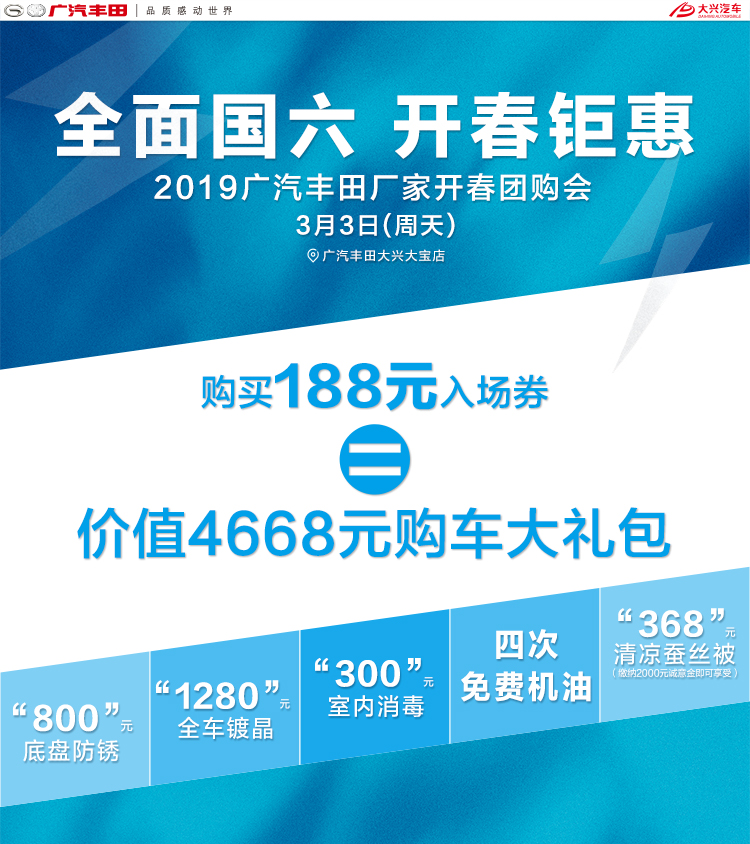 广汽丰田 | 品质感动世界
大兴汽车
DAXING AUTOMOBILE
全面国六 开春钜惠
2019广汽丰田厂家开春团购会
3月3日(周天)
广汽丰田大兴大宝店
购买188元入场券
=
价值4668元购车大礼包
“800”元
底盘防锈
“1280”元
全车镀晶
“300”元
室内消毒
四次
免费机油
“368”元
清凉蚕丝被
(缴纳2000元诚意金即可享受)